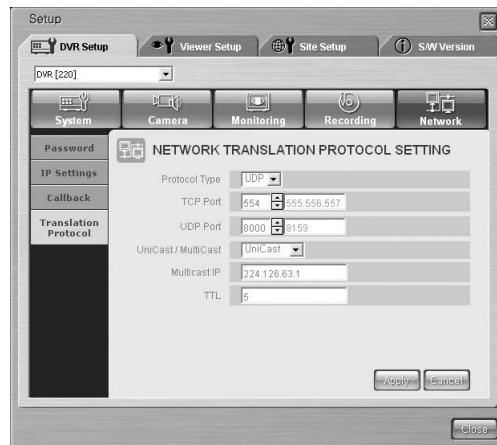 Setup
DVR Setup Viewer Setup Site Setup S/W Version
DVR [220]
System Camera Monitoring Recording Network
Password
IP Settings
Callback
Translation
Protocol
NETWORK TRANSLATION PROTOCOL SETTING
Protocol Type UDP
TCP Port 554 555.556.557
UDP Port 8000 8159
UniCast / MultiCast UniCast
Multicast IP 224.126.63.1
TTL 5
Apply Cancel
Close